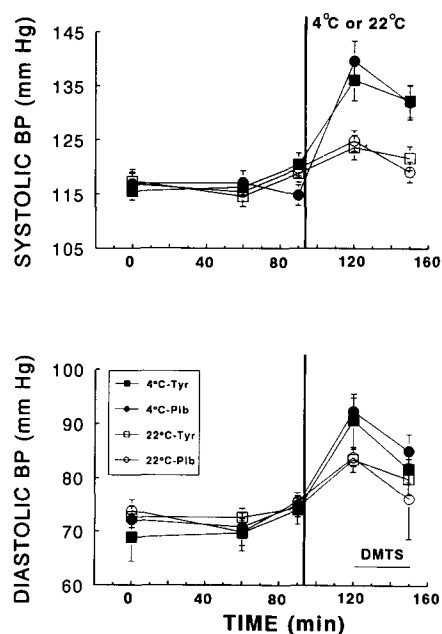 4°C or 22°C
SYSTOLIC BP (mm Hg)
145
135
125
115
105
0 40 80 120 160
DIASTOLIC BP (mm Hg)
100
90
80
70
60
4°C-Tyr
4°C-Plb
22°C-Tyr
22°C-Plb
DMTS
0 40 80 120 160
TIME (min)